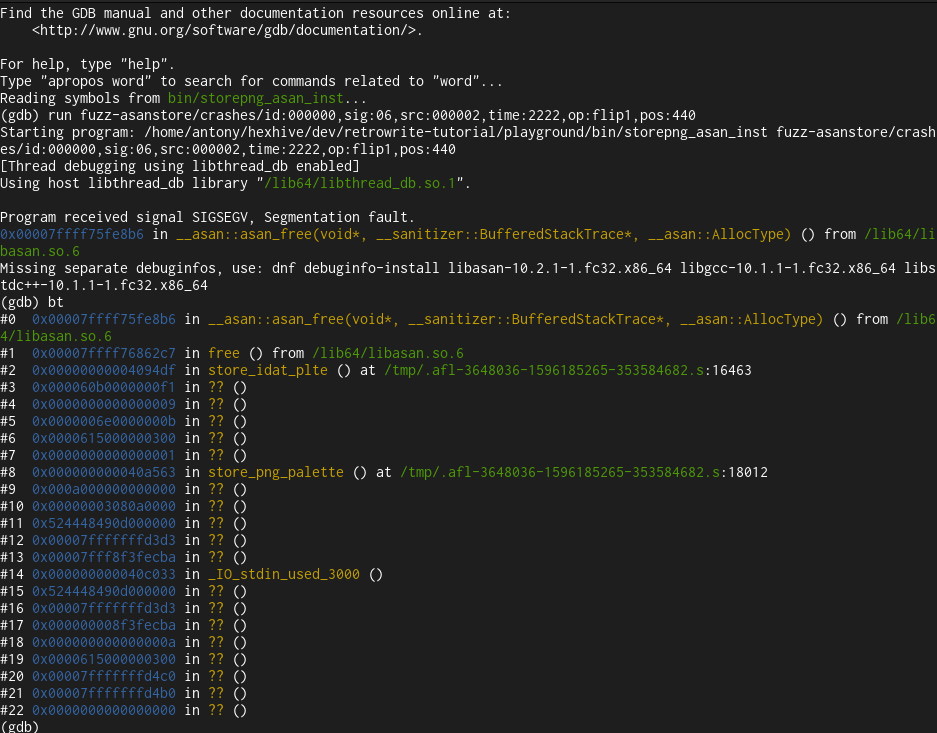 Find the GDB manual and other documentation resources online at:
    <http://www.gnu.org/software/gdb/documentation/>.

For help, type "help".
Type "apropos word" to search for commands related to "word"...
Reading symbols from bin/storepng_asan_inst...
(gdb) run fuzz-asanstore/crashes/id:000000,sig:06,src:000002,time:2222,op:flip1,pos:440
Starting program: /home/antony/hexhive/dev/retrowrite-tutorial/playground/bin/storepng_asan_inst fuzz-asanstore/crash
es/id:000000,sig:06,src:000002,time:2222,op:flip1,pos:440
[Thread debugging using libthread_db enabled]
Using host libthread_db library "/lib64/libthread_db.so.1".

Program received signal SIGSEGV, Segmentation fault.
0x00007ffff75fe8b6 in __asan::asan_free(void*, __sanitizer::BufferedStackTrace*, __asan::AllocType) () from /lib64/li
basan.so.6
Missing separate debuginfos, use: dnf debuginfo-install libasan-10.2.1-1.fc32.x86_64 libgcc-10.1.1-1.fc32.x86_64 libs
tdc++-10.1.1-1.fc32.x86_64
(gdb) bt
#0  0x00007ffff75fe8b6 in __asan::asan_free(void*, __sanitizer::BufferedStackTrace*, __asan::AllocType) () from /lib6
4/libasan.so.6
#1  0x00007ffff76862c7 in free () from /lib64/libasan.so.6
#2  0x00000000004094df in store_idat_plte () at /tmp/.afl-3648036-1596185265-353584682.s:16463
#3  0x000060b0000000f1 in ?? ()
#4  0x0000000000000009 in ?? ()
#5  0x0000006e0000000b in ?? ()
#6  0x0000615000000300 in ?? ()
#7  0x0000000000000001 in ?? ()
#8  0x000000000040a563 in store_png_palette () at /tmp/.afl-3648036-1596185265-353584682.s:18012
#9  0x000a000000000000 in ?? ()
#10 0x00000003080a0000 in ?? ()
#11 0x524448490d000000 in ?? ()
#12 0x00007fffffffd3d3 in ?? ()
#13 0x00007fff8f3fecba in ?? ()
#14 0x000000000040c033 in _IO_stdin_used_3000 ()
#15 0x524448490d000000 in ?? ()
#16 0x00007fffffffd3d3 in ?? ()
#17 0x000000008f3fecba in ?? ()
#18 0x000000000000000a in ?? ()
#19 0x0000615000000300 in ?? ()
#20 0x00007fffffffd4c0 in ?? ()
#21 0x00007fffffffd4b0 in ?? ()
#22 0x0000000000000000 in ?? ()
(gdb)